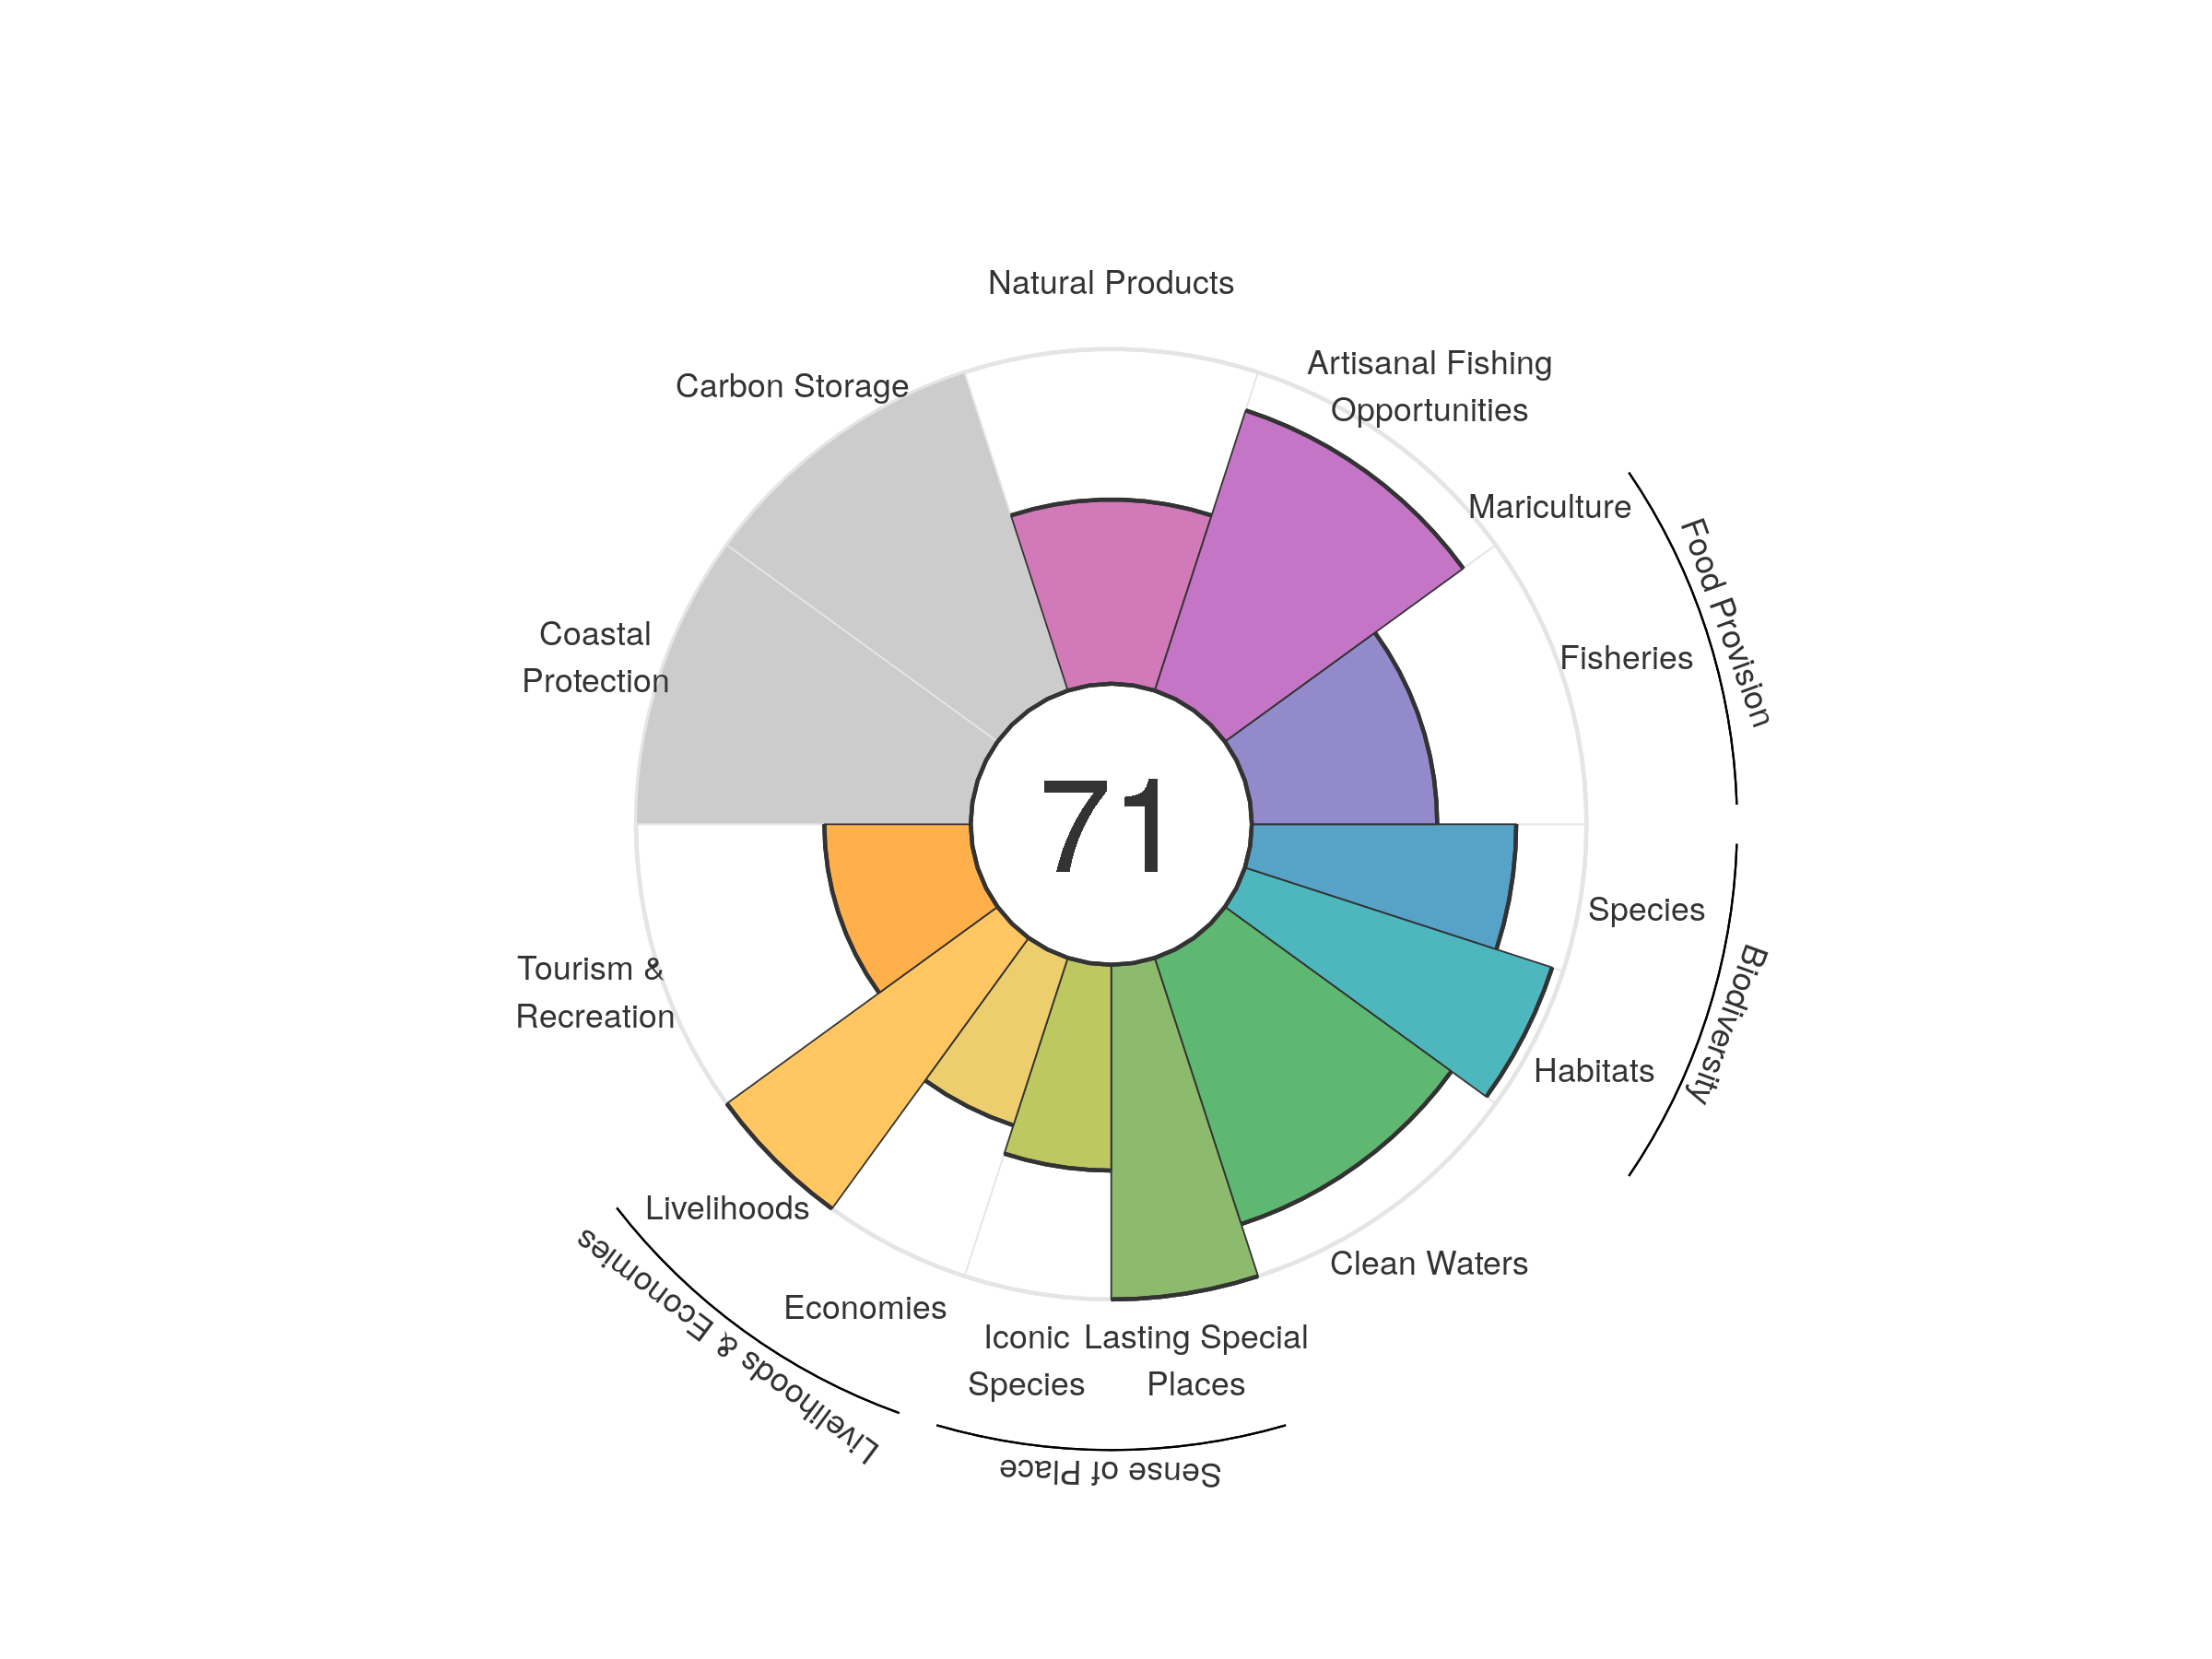 Natural Products
Artisanal Fishing
Opportunities
Carbon Storage
Mariculture
Food Provision
Fisheries
Coastal
Protection
71
Species
Biodiversity
Tourism &
Recreation
Habitats
Livelihoods
Livelihoods & Economies
Clean Waters
Economies
Iconic
Species
Lasting Special
Places
Sense of Place